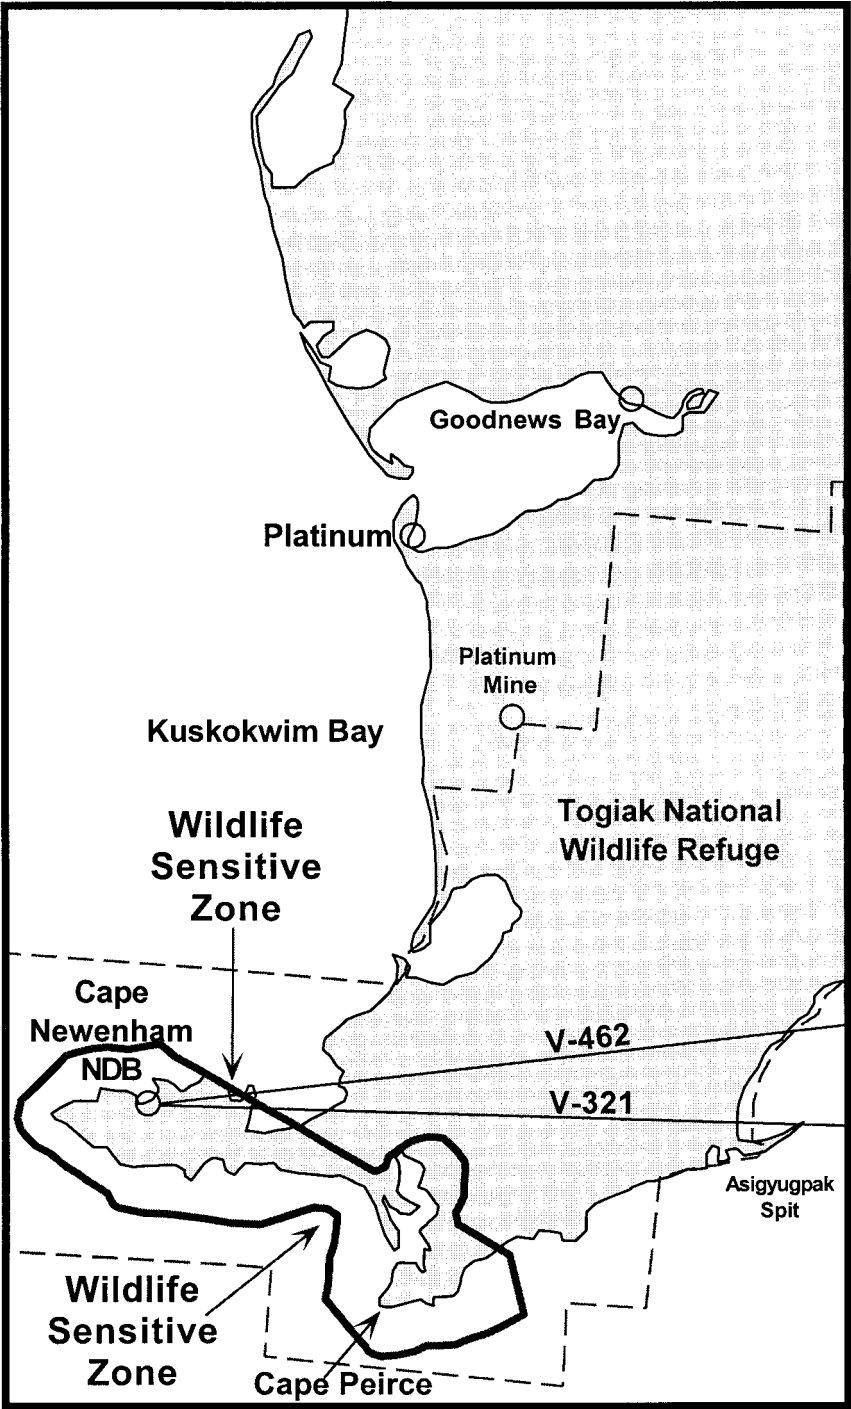 Goodnews Bay
Platinum
Platinum
Mine
Kuskokwim Bay
Togiak National
Wildlife Refuge
Wildlife
Sensitive
Zone
Cape
Newenham
NDB
V-462
V-321
Asigyugpak
Spit
Wildlife
Sensitive
Zone
Cape Peirce